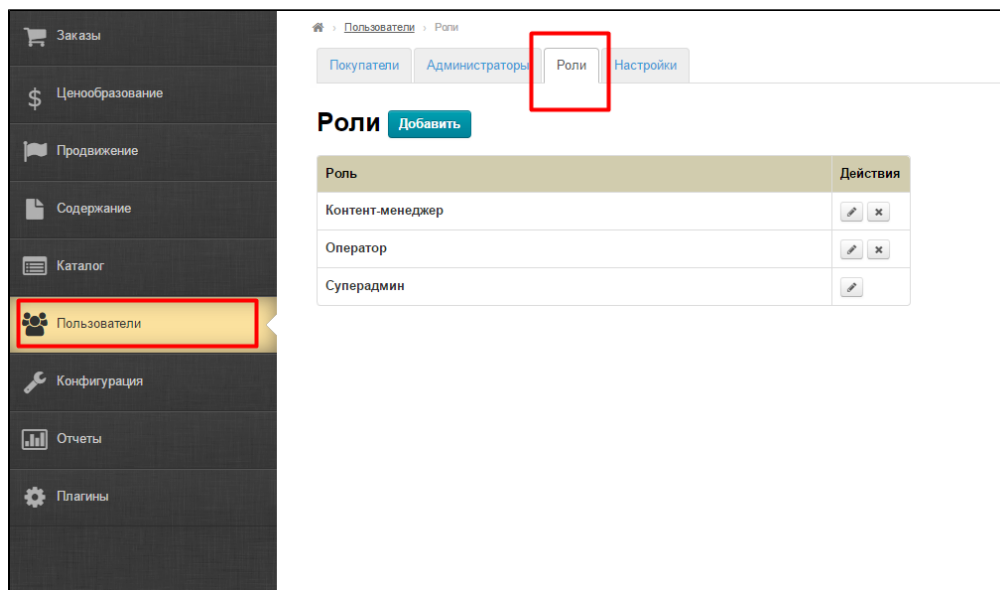 Заказы
Ценообразование
Продвижение
Содержание
Каталог
Пользователи
Конфигурация
Отчеты
Плагины
Пользователи › Роли
Покупатели Администраторы Роли Настройки
Роли Добавить
Роль Действия
Контент-менеджер
Оператор
Суперадмин